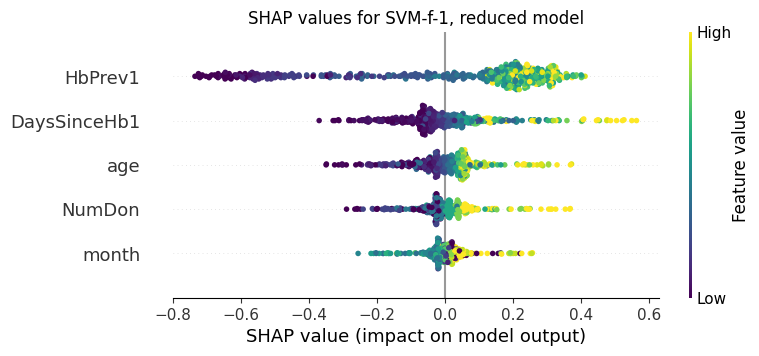 SHAP values for SVM-f-1, reduced model
High
HbPrev1
DaysSinceHb1
age
NumDon
month
Feature value
Low
−0.8 −0.6 −0.4 −0.2 0.0 0.2 0.4 0.6
SHAP value (impact on model output)